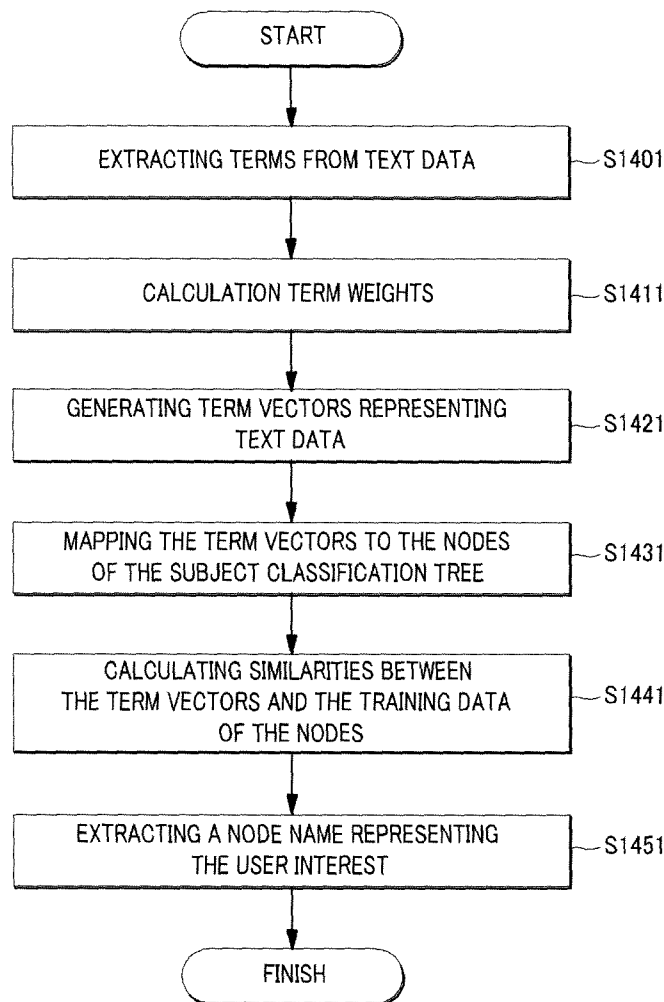 START
EXTRACTING TERMS FROM TEXT DATA
S1401
CALCULATION TERM WEIGHTS
S1411
GENERATING TERM VECTORS REPRESENTING
TEXT DATA
S1421
MAPPING THE TERM VECTORS TO THE NODES
OF THE SUBJECT CLASSIFICATION TREE
S1431
CALCULATING SIMILARITIES BETWEEN
THE TERM VECTORS AND THE TRAINING DATA
OF THE NODES
S1441
EXTRACTING A NODE NAME REPRESENTING
THE USER INTEREST
S1451
FINISH